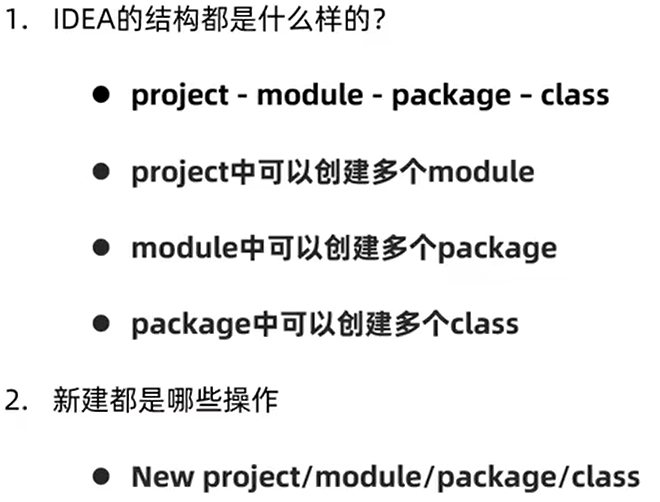 1. IDEA的结构都是什么样的?
● project - module - package – class
● project中可以创建多个module
● module中可以创建多个package
● package中可以创建多个class
2. 新建都是哪些操作
● New project/module/package/class